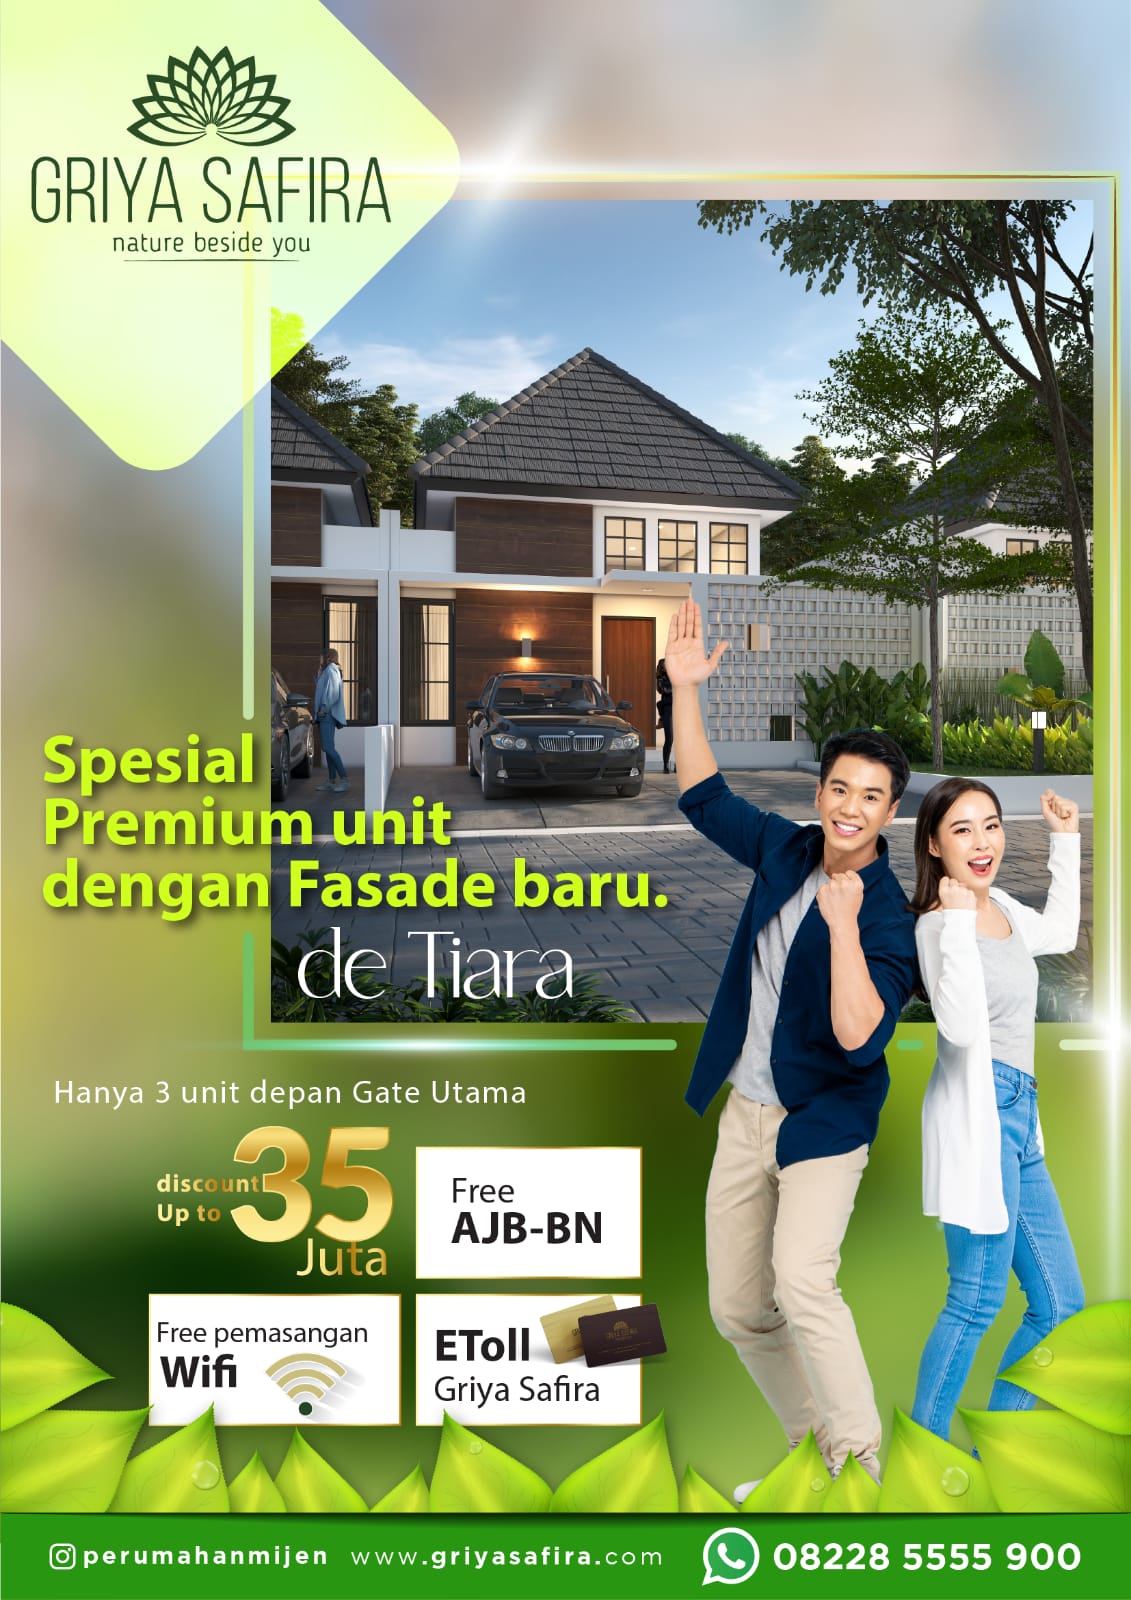 GRIYA SAFIRA
nature beside you
Spesial
Premium unit
dengan Fasade baru.
de Tiara
Hanya 3 unit depan Gate Utama
discount
Up to
35
Juta
Free
AJB-BN
Free pemasangan
Wifi
EToll
Griya Safira
perumahanmijen
www.griyasafira.com
08228 5555 900